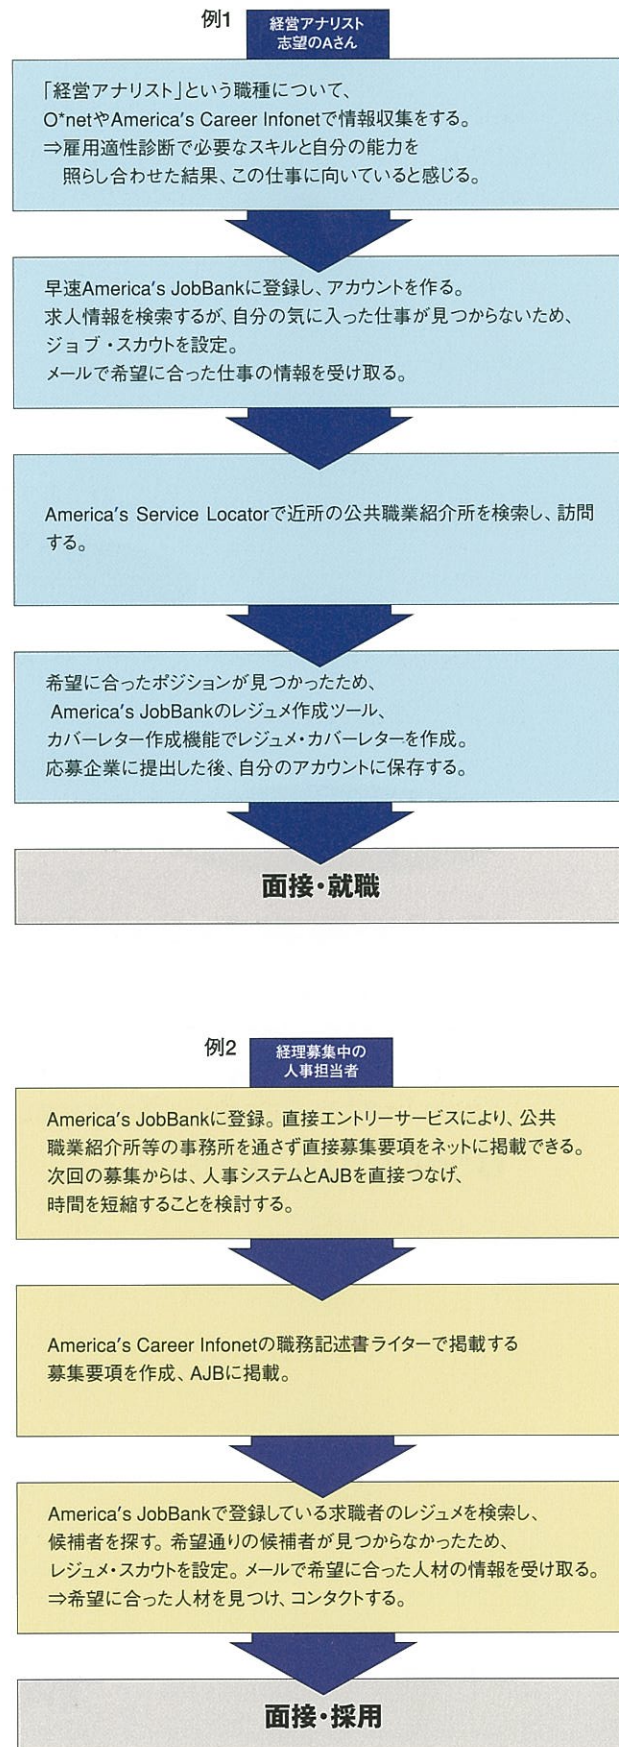 例1
経営アナリスト
志望のAさん
「経営アナリスト」という職種について、
O*netやAmerica's Career Infonetで情報収集をする。
⇒雇用適性診断で必要なスキルと自分の能力を
照らし合わせた結果、この仕事に向いていると感じる。
早速America's JobBankに登録し、アカウントを作る。
求人情報を検索するが、自分の気に入った仕事が見つからないため、
ジョブ・スカウトを設定。
メールで希望に合った仕事の情報を受け取る。
America's Service Locatorで近所の公共職業紹介所を検索し、訪問
する。
希望に合ったポジションが見つかったため、
America's JobBankのレジュメ作成ツール、
カバーレター作成機能でレジュメ・カバーレターを作成。
応募企業に提出した後、自分のアカウントに保存する。
面接・就職
例2
経理募集中の
人事担当者
America's JobBankに登録。直接エントリーサービスにより、公共
職業紹介所等の事務所を通さず直接募集要項をネットに掲載できる。
次回の募集からは、人事システムとAJBを直接つなげ、
時間を短縮することを検討する。
America's Career Infonetの職務記述書ライターで掲載する
募集要項を作成、AJBに掲載。
America's JobBankで登録している求職者のレジュメを検索し、
候補者を探す。希望通りの候補者が見つからなかったため、
レジュメ・スカウトを設定。メールで希望に合った人材の情報を受け取る。
⇒希望に合った人材を見つけ、コンタクトする。
面接・採用